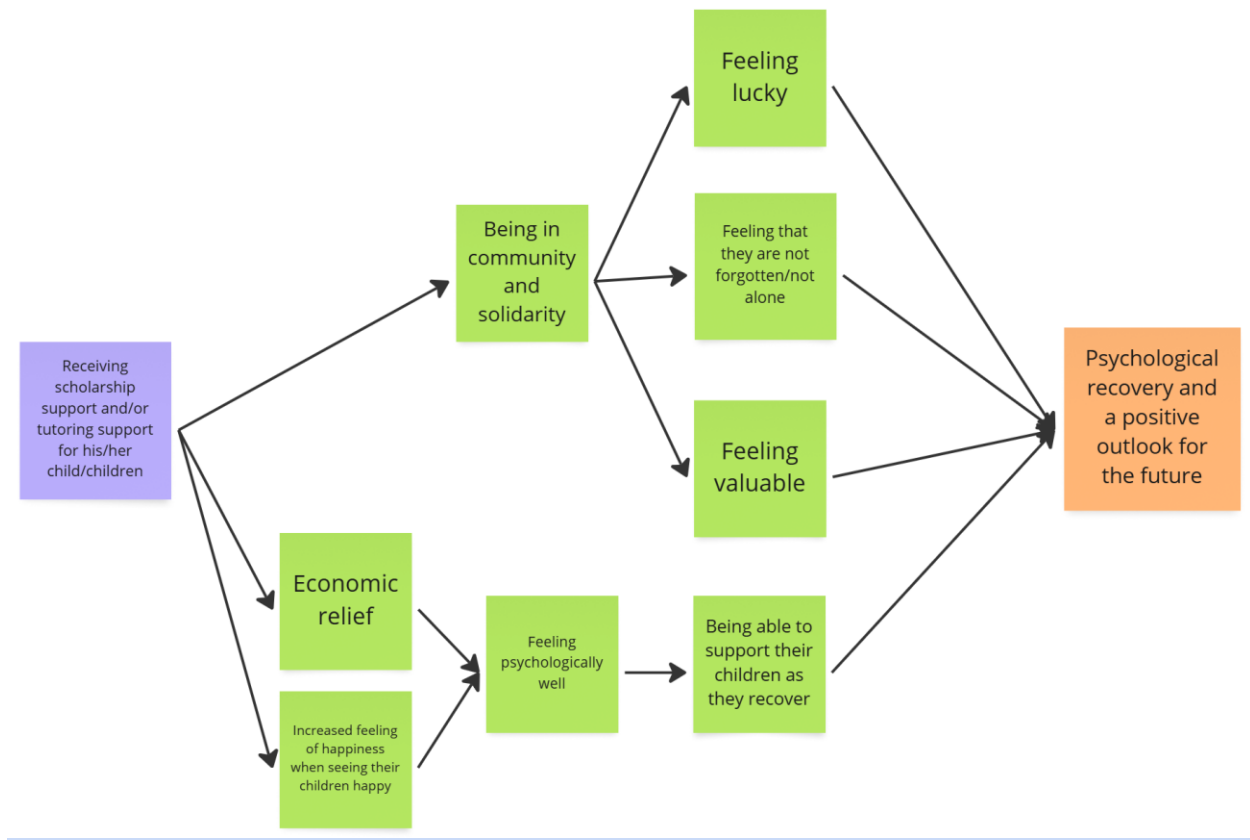 Feeling
lucky
Being in
community
and
solidarity
Feeling that
they are not
forgotten/not
alone
Receiving
scholarship
support and/or
tutoring support
for his/her
child/children
Psychological
recovery and
a positive
outlook for
the future
Feeling
valuable
Economic
relief
Feeling
psychologically
well
Being able to
support their
children as
they recover
Increased feeling
of happiness
when seeing their
children happy